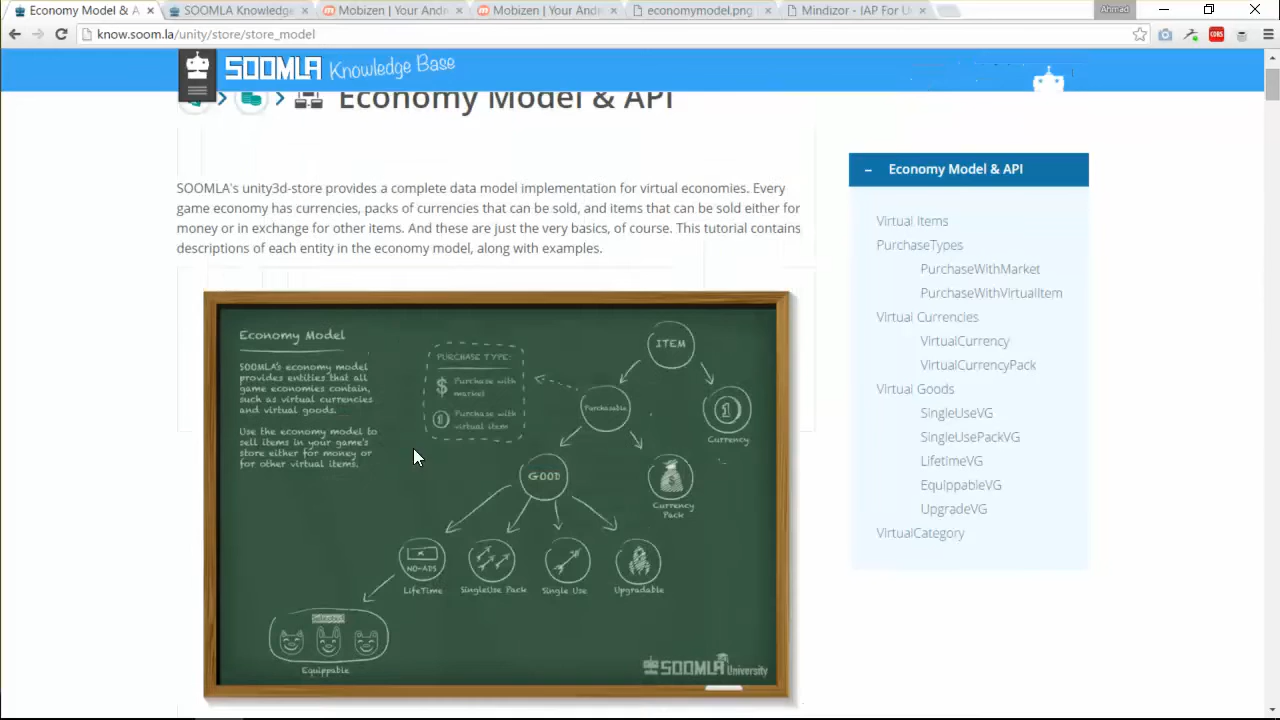 Economy Model & A
SOOMLA Knowledge
Mobizen | Your Andr
Mobizen | Your Andr
economymodel.png
Mindizor - IAP For U
Ahmad
know.soom.la/unity/store/store_model
CORS
SOOMLA Knowledge Base
Economy Model & API
SOOMLA's unity3d-store provides a complete data model implementation for virtual economies. Every
game economy has currencies, packs of currencies that can be sold, and items that can be sold either for
money or in exchange for other items. And these are just the very basics, of course. This tutorial contains
descriptions of each entity in the economy model, along with examples.
Economy Model
SOOMLA's economy model
provides entities that all
game economies contain,
such as virtual currencies
and virtual goods.
Use the economy model to
sell items in your game's
store either for money or
for other virtual items.
PURCHASE TYPE:
$ Purchase with
market
1 Purchase with
virtual item
ITEM
Purchasable
1
Currency
GOOD
$
Currency
Pack
NO-ADS
LifeTime
SingleUse Pack
Single Use
Upgradable
Selected
Equippable
SOOMLA University
– Economy Model & API
Virtual Items
PurchaseTypes
PurchaseWithMarket
PurchaseWithVirtualItem
Virtual Currencies
VirtualCurrency
VirtualCurrencyPack
Virtual Goods
SingleUseVG
SingleUsePackVG
LifetimeVG
EquippableVG
UpgradeVG
VirtualCategory